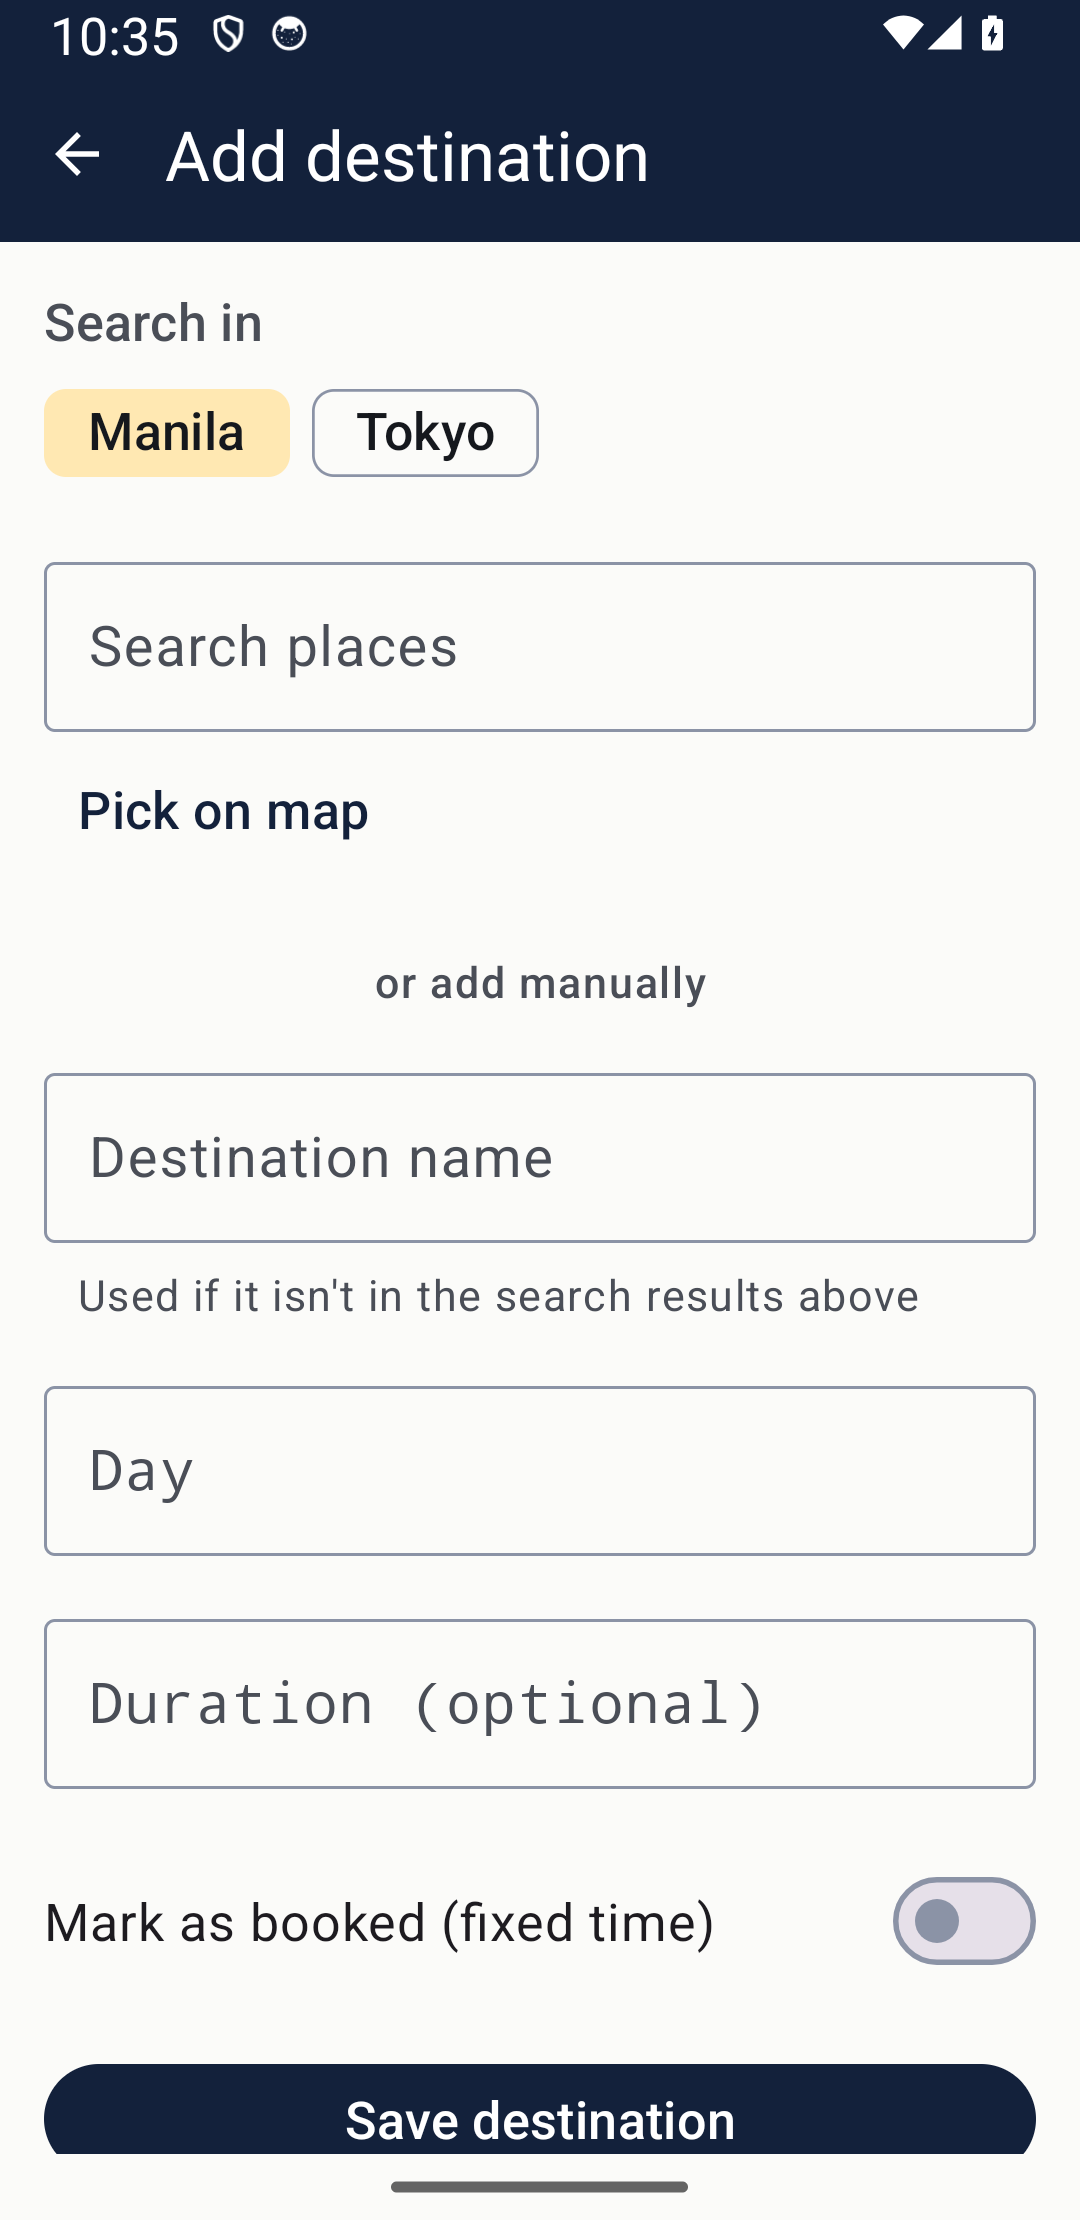 10:35
Add destination
Search in
Manila Tokyo
Search places
Pick on map
or add manually
Destination name
Used if it isn't in the search results above
Day
Duration (optional)
Mark as booked (fixed time)
Save destination